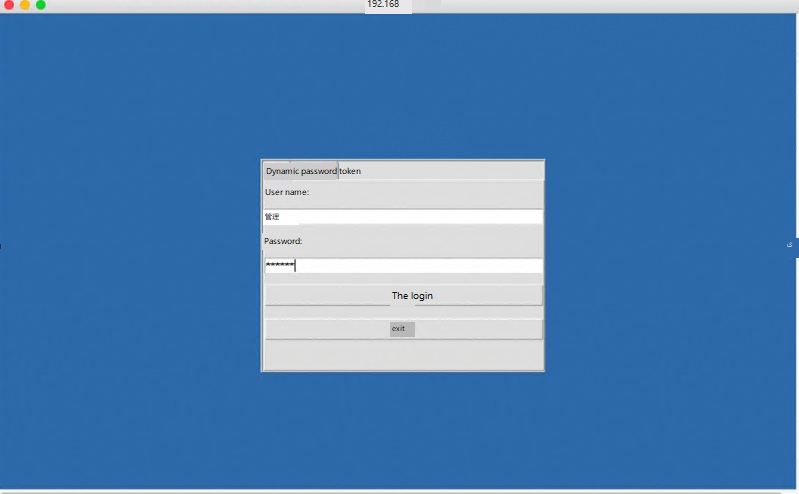 192.168
Dynamic password token
User name:
管理
Password:
******
The login
exit